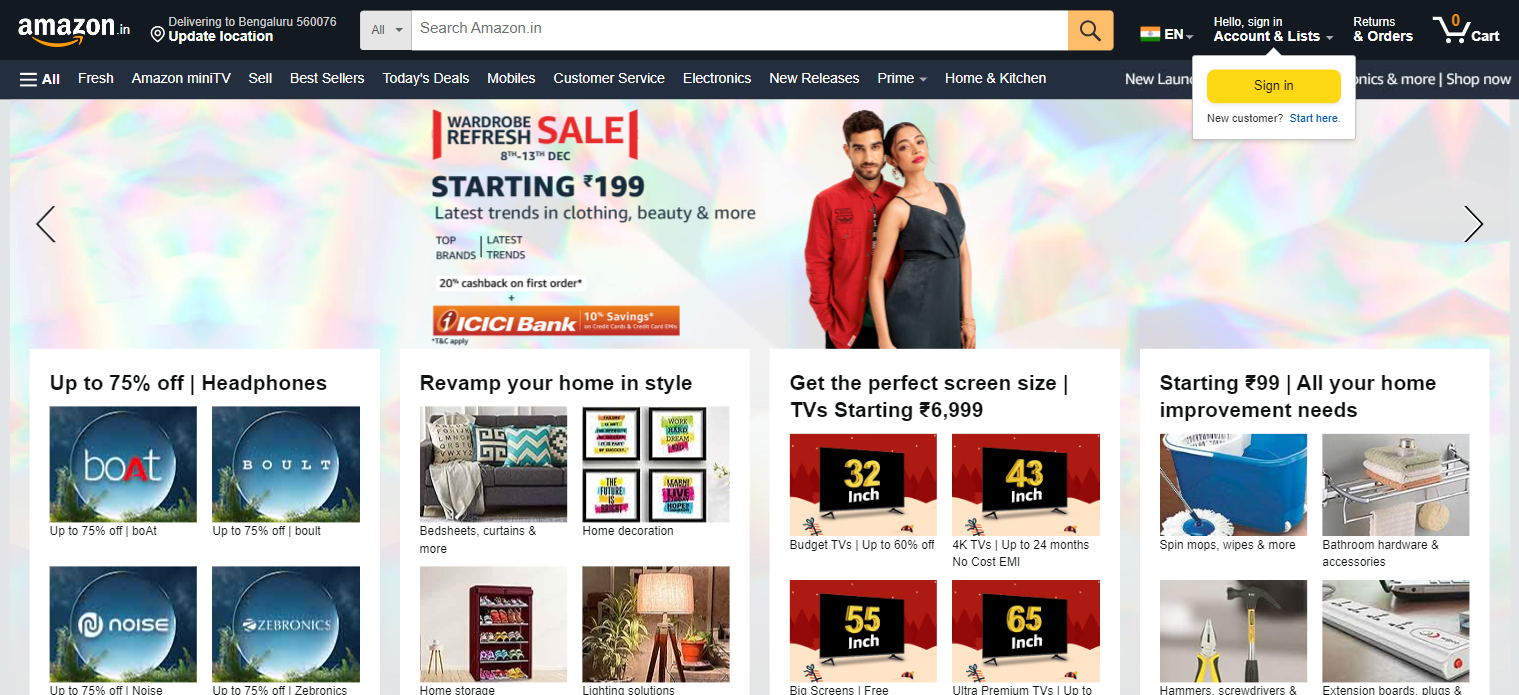 amazon.in
Delivering to Bengaluru 560076
Update location
All
Search Amazon.in
EN
Hello, sign in
Account & Lists
Returns
& Orders
0
Cart
All
Fresh
Amazon miniTV
Sell
Best Sellers
Today's Deals
Mobiles
Customer Service
Electronics
New Releases
Prime
Home & Kitchen
New Laun
onics & more | Shop now
Sign in
New customer? Start here.
WARDROBE
REFRESH SALE
8TH-13TH DEC
STARTING ₹199
Latest trends in clothing, beauty & more
TOP
BRANDS
LATEST
TRENDS
20% cashback on first order*
+
ICICI Bank
10% Savings*
on Credit Cards & Credit Card EMIs
*T&C apply
Up to 75% off | Headphones
boAt
BOULT
Up to 75% off | boAt
Up to 75% off | boult
NOISE
ZEBRONICS
Up to 75% off | Noise
Up to 75% off | Zebronics
Revamp your home in style
WORK
HARD
DREAM
THE
FUTURE
IS
BRIGHT
LIVE
Bedsheets, curtains &
more
Home decoration
Home storage
Lighting solutions
Get the perfect screen size |
TVs Starting ₹6,999
32
Inch
43
Inch
Budget TVs | Up to 60% off
4K TVs | Up to 24 months
No Cost EMI
55
Inch
65
Inch
Big Screens | Free
Ultra Premium TVs | Up to
Starting ₹99 | All your home
improvement needs
Spin mops, wipes & more
Bathroom hardware &
accessories
Hammers, screwdrivers &
Extension boards, plugs &